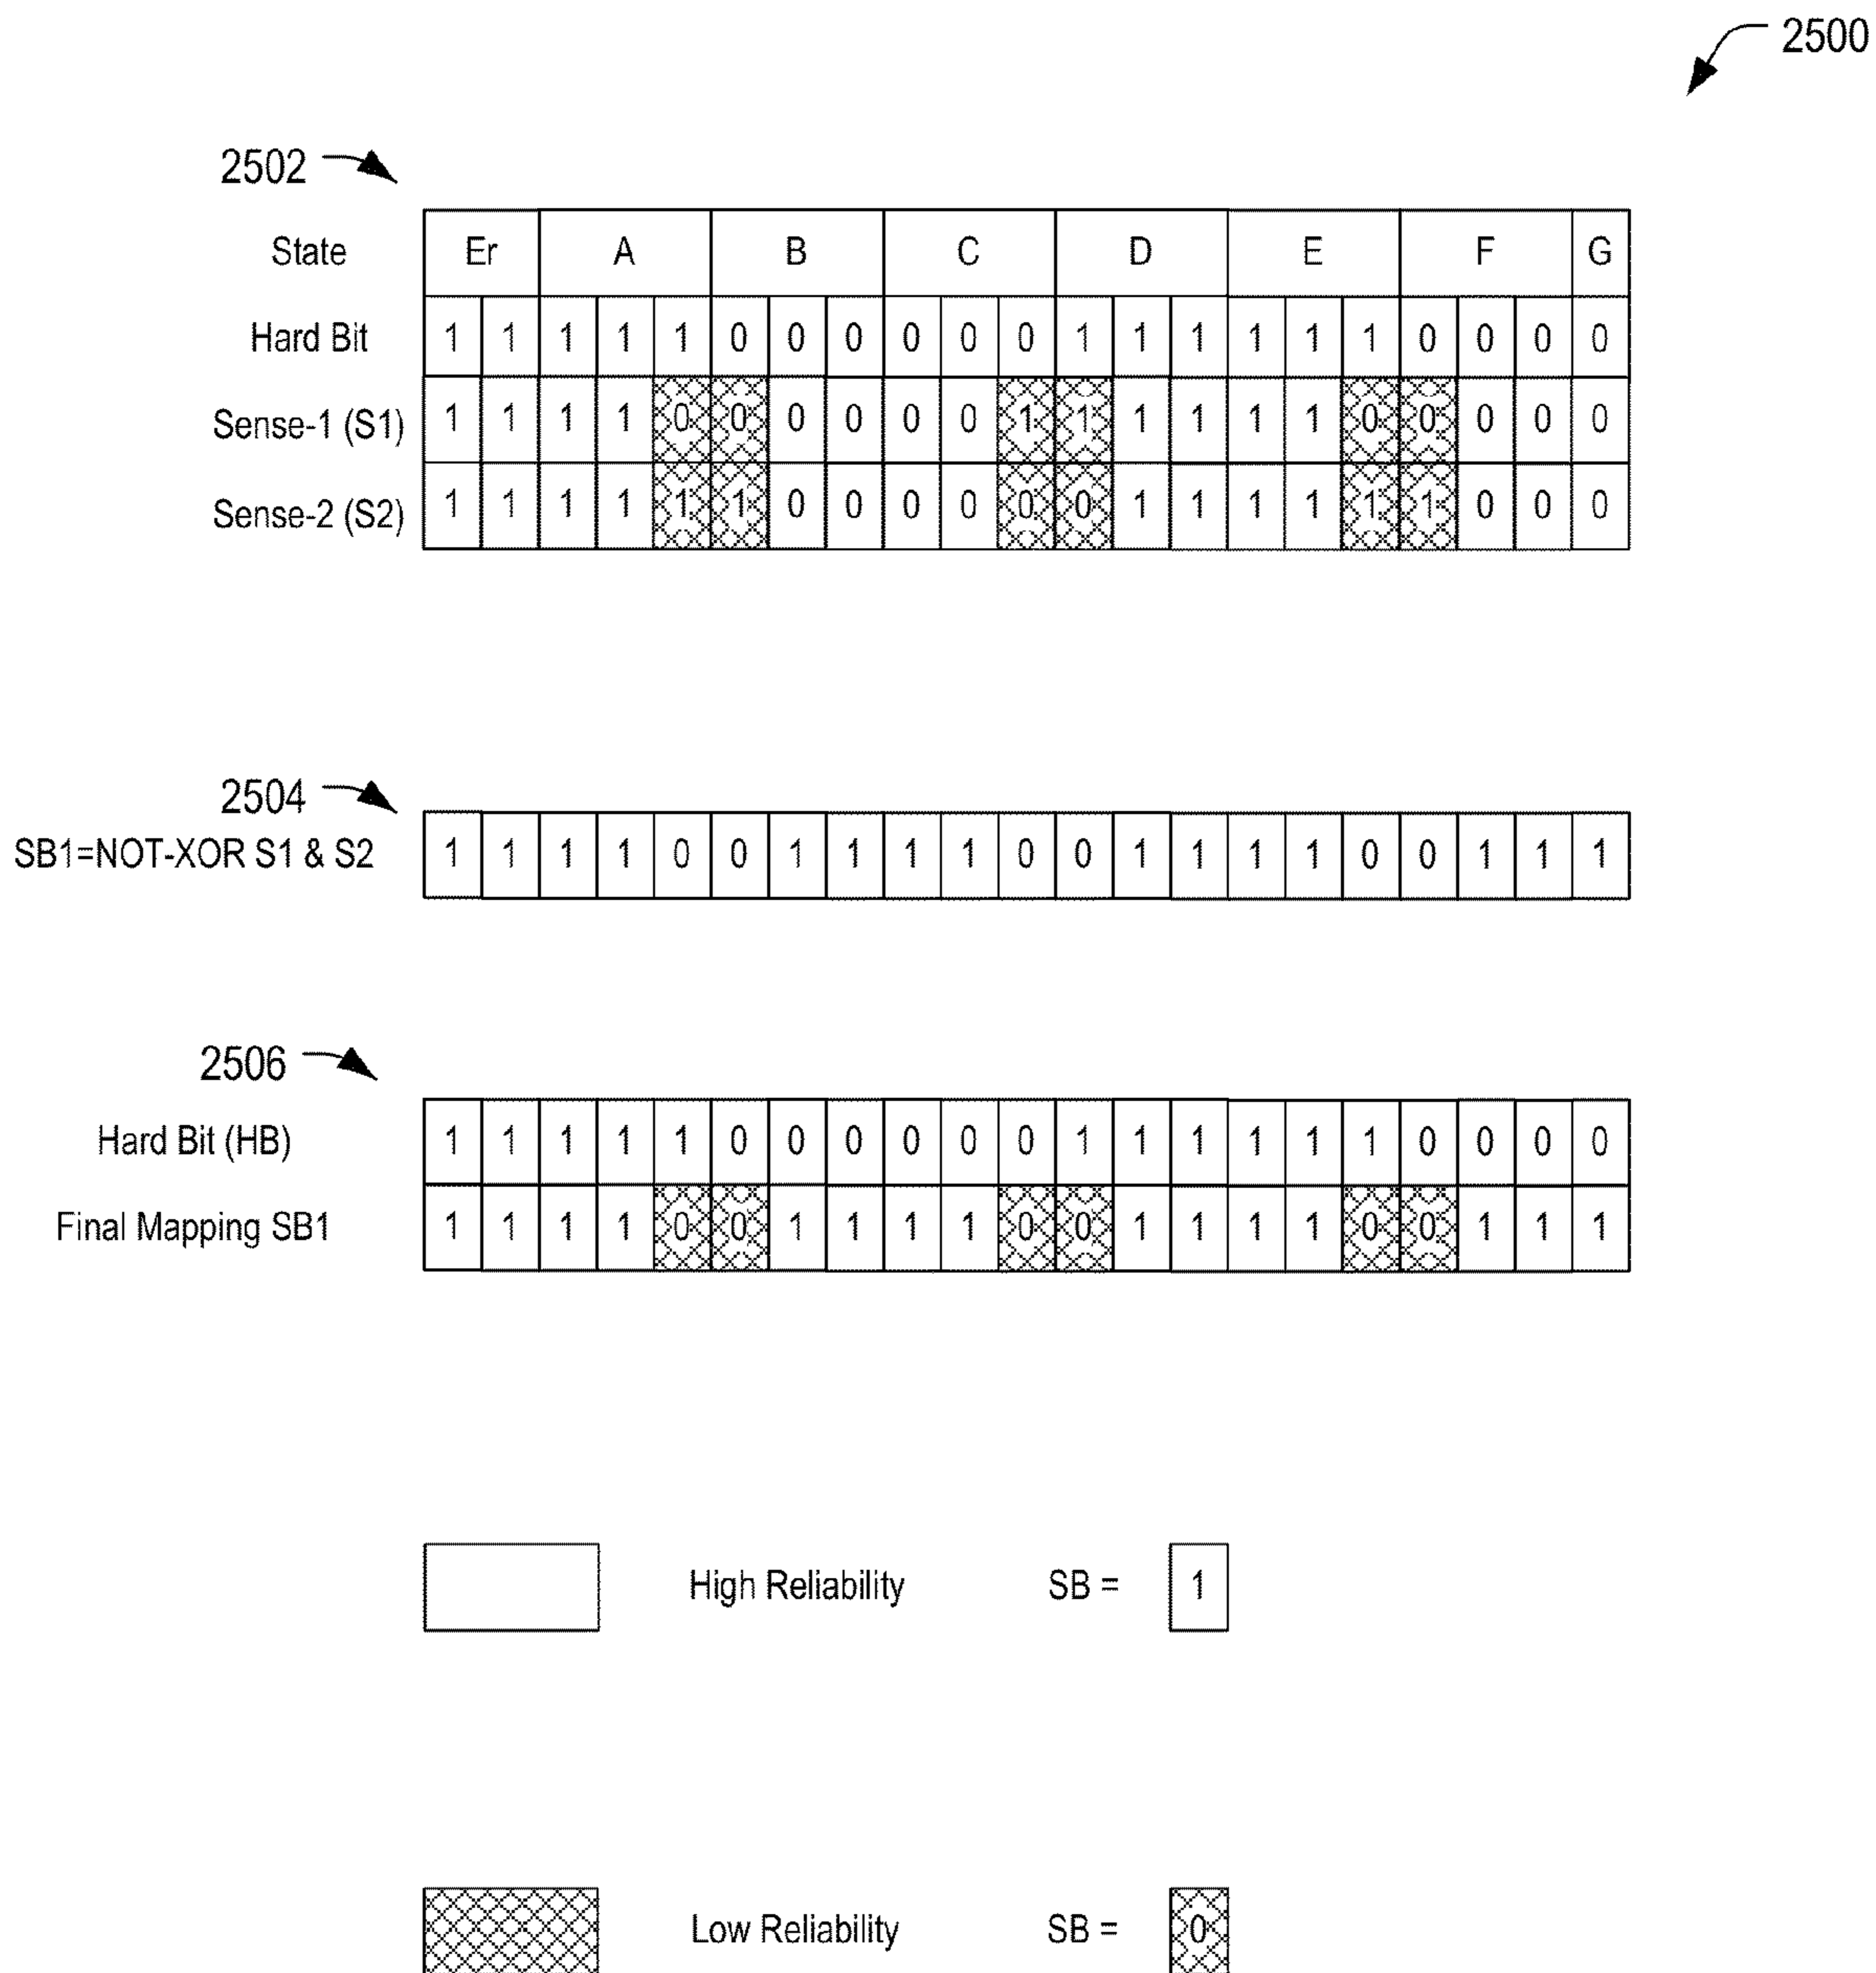 2500
2502
State Er A B C D E F G
Hard Bit 1 1 1 1 1 0 0 0 0 0 0 1 1 1 1 1 1 0 0 0 0
Sense-1 (S1) 1 1 1 1 0 0 0 0 0 0 1 1 1 1 1 1 0 0 0 0 0
Sense-2 (S2) 1 1 1 1 1 1 0 0 0 0 0 0 1 1 1 1 1 1 0 0 0
2504
SB1=NOT-XOR S1 & S2 1 1 1 1 0 0 1 1 1 1 0 0 1 1 1 1 0 0 1 1 1
2506
Hard Bit (HB) 1 1 1 1 1 0 0 0 0 0 0 1 1 1 1 1 1 0 0 0 0
Final Mapping SB1 1 1 1 1 0 0 1 1 1 1 0 0 1 1 1 1 0 0 1 1 1
High Reliability SB = 1
Low Reliability SB = 0